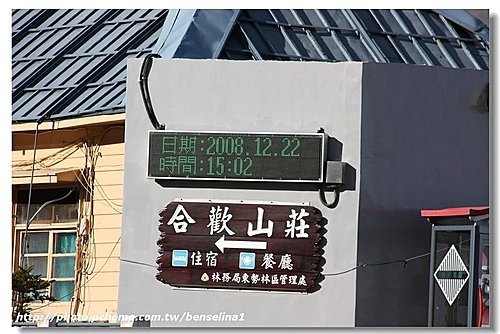 日期:2008.12.22
時間:15:02
合歡山莊
住宿 餐廳
林務局東勢林區管理處
http://photo.pchome.com.tw/benselina1